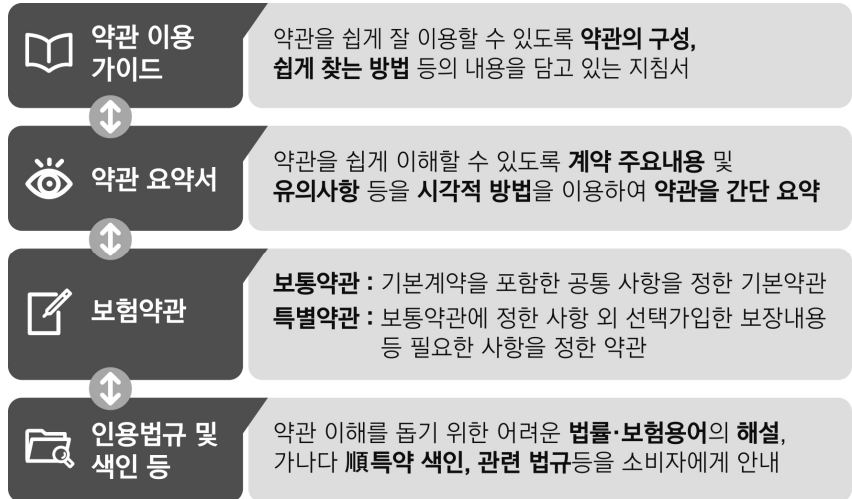 약관 이용
가이드
약관을 쉽게 잘 이용할 수 있도록 약관의 구성,
쉽게 찾는 방법 등의 내용을 담고 있는 지침서
약관 요약서
약관을 쉽게 이해할 수 있도록 계약 주요내용 및
유의사항 등을 시각적 방법을 이용하여 약관을 간단 요약
보험약관
보통약관 : 기본계약을 포함한 공통 사항을 정한 기본약관
특별약관 : 보통약관에 정한 사항 외 선택가입한 보장내용
등 필요한 사항을 정한 약관
인용법규 및
색인 등
약관 이해를 돕기 위한 어려운 법률·보험용어의 해설,
가나다 順특약 색인, 관련 법규등을 소비자에게 안내